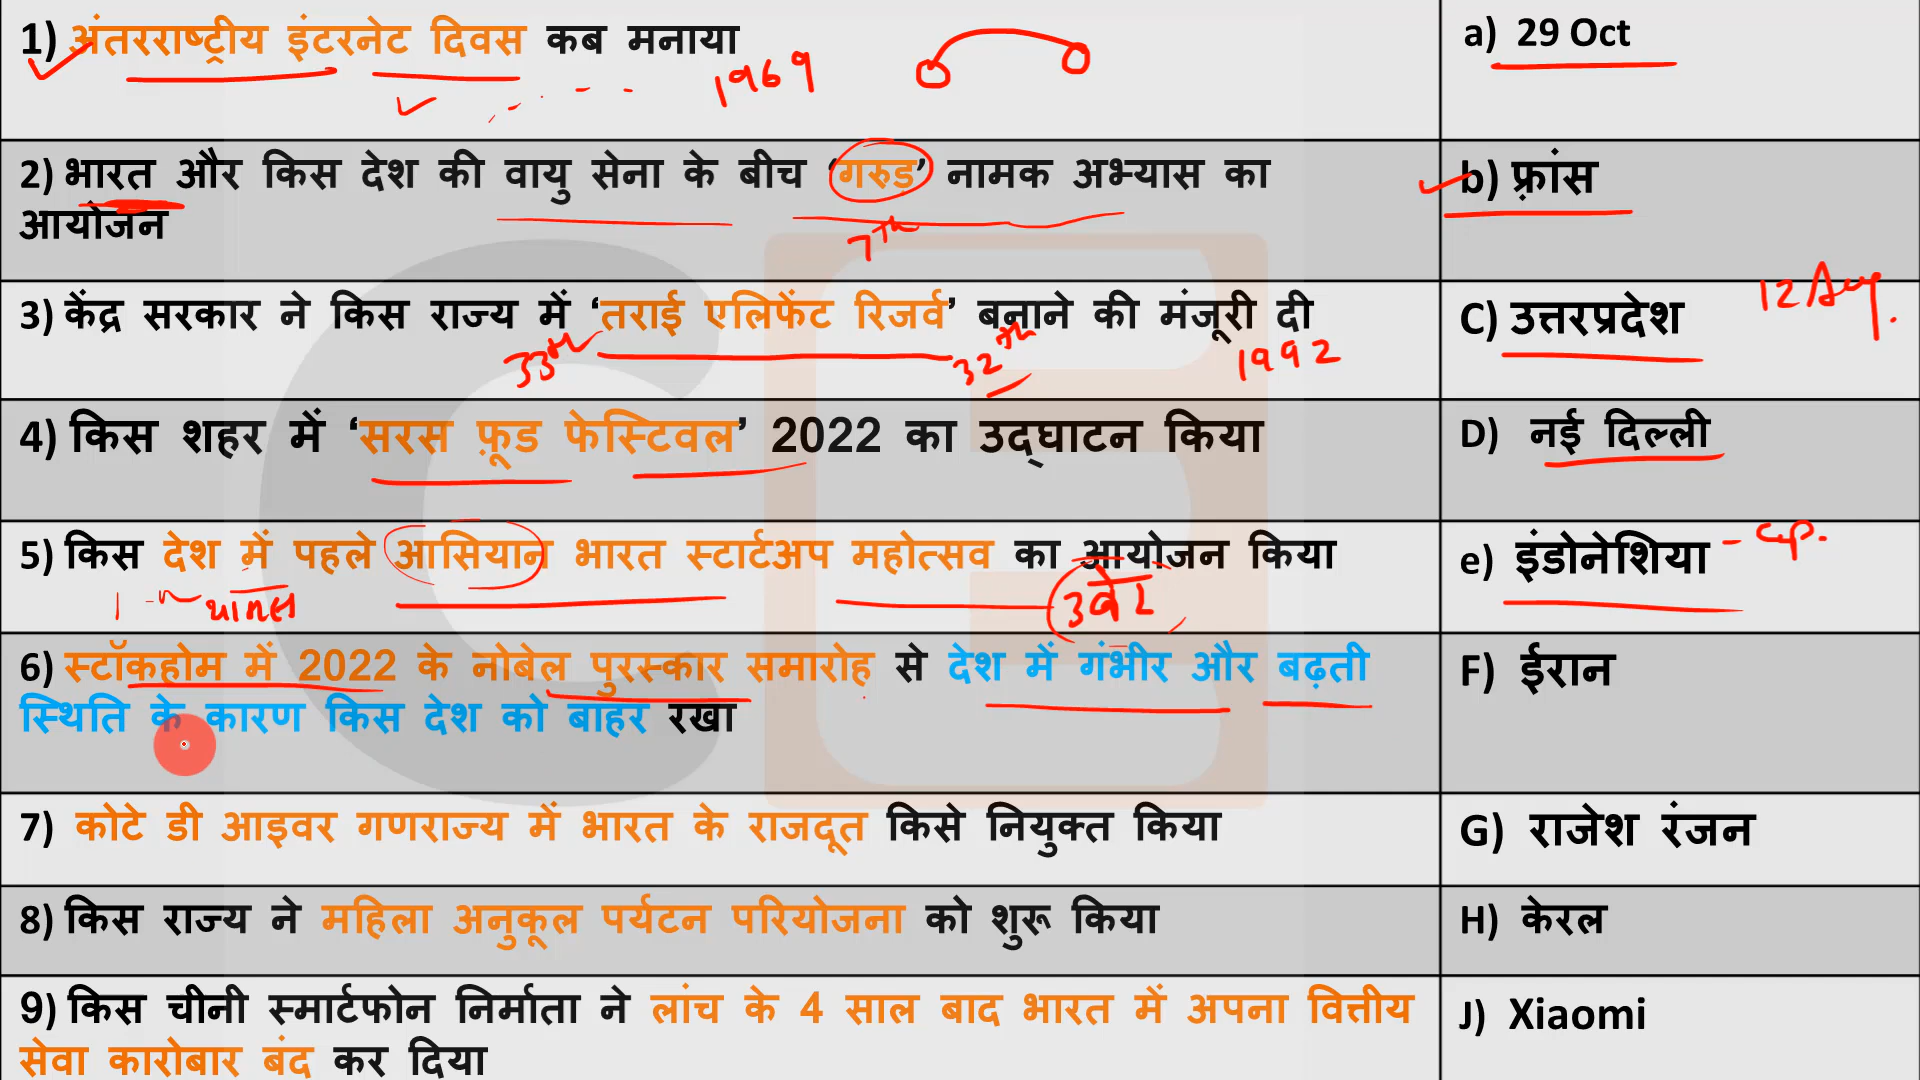 1) अंतरराष्ट्रीय इंटरनेट दिवस कब मनाया
1969
a) 29 Oct
2) भारत और किस देश की वायु सेना के बीच 'गरुड़' नामक अभ्यास का
आयोजन
7th
b) फ़्रांस
3) केंद्र सरकार ने किस राज्य में 'तराई एलिफेंट रिजर्व' बनाने की मंजूरी दी
33th
32th
1992
C) उत्तरप्रदेश
12 Aug.
4) किस शहर में 'सरस फ़ूड फेस्टिवल' 2022 का उद्घाटन किया
D) नई दिल्ली
5) किस देश में पहले आसियान भारत स्टार्टअप महोत्सव का आयोजन किया
e) इंडोनेशिया
- cp.
6) स्टॉकहोम में 2022 के नोबेल पुरस्कार समारोह से देश में गंभीर और बढ़ती
स्थिति के कारण किस देश को बाहर रखा
F) ईरान
7) कोटे डी आइवर गणराज्य में भारत के राजदूत किसे नियुक्त किया
G) राजेश रंजन
8) किस राज्य ने महिला अनुकूल पर्यटन परियोजना को शुरू किया
H) केरल
9) किस चीनी स्मार्टफोन निर्माता ने लांच के 4 साल बाद भारत में अपना वित्तीय
सेवा कारोबार बंद कर दिया
J) Xiaomi